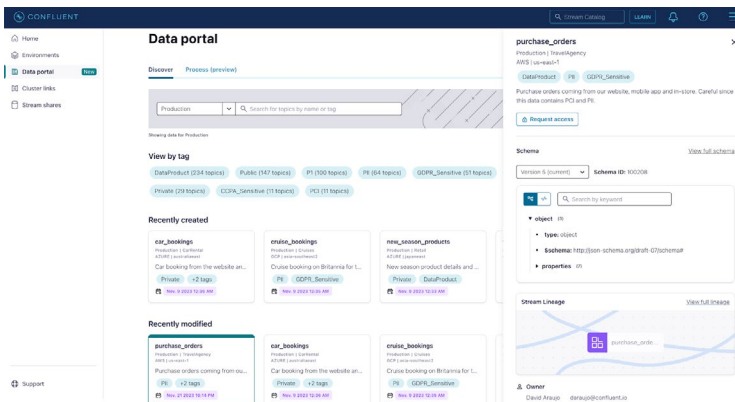 CONFLUENT
Stream Catalog
LEARN
Home
Environments
Data portal
New
Cluster links
Stream shares
Support
Data portal
Discover
Process (preview)
Production
Search for topics by name or tag
Showing data for Production
View by tag
DataProduct (234 topics)
Public (147 topics)
P1 (100 topics)
PII (64 topics)
GDPR_Sensitive (51 topics)
Private (29 topics)
CCPA_Sensitive (11 topics)
PCI (11 topics)
Recently created
car_bookings
Production | CarRental
AZURE | australiaeast
Car booking from the website an...
Private
+2 tags
Nov. 9 2023 12:39 AM
cruise_bookings
Production | Cruises
GCP | asia-southeast2
Cruise booking on Britannia for t...
PII
GDPR_Sensitive
Nov. 9 2023 12:35 AM
new_season_products
Production | Retail
AZURE | japanwest
New season product details and ...
Private
DataProduct
Nov. 9 2023 12:33 AM
Recently modified
purchase_orders
Production | TravelAgency
AWS | us-east-1
Purchase orders coming from ou...
PII
+2 tags
Nov. 21 2023 10:14 PM
car_bookings
Production | CarRental
AZURE | australiaeast
Car booking from the website an...
Private
+2 tags
Nov. 9 2023 12:39 AM
cruise_bookings
Production | Cruises
GCP | asia-southeast2
Cruise booking on Britannia for t...
PII
GDPR_Sensitive
Nov. 9 2023 12:35 AM
purchase_orders
Production | TravelAgency
AWS | us-east-1
DataProduct
PII
GDPR_Sensitive
Purchase orders coming from our website, mobile app and in-store. Careful since
this data contains PCI and PII.
Request access
Schema
View full schema
Version 5 (current)
Schema ID: 100208
Search by keyword
object
type: object
$schema: http://json-schema.org/draft-07/schema#
properties
Stream Lineage
View full lineage
purchase_orde...
Owner
David Araujo
daraujo@confluent.io